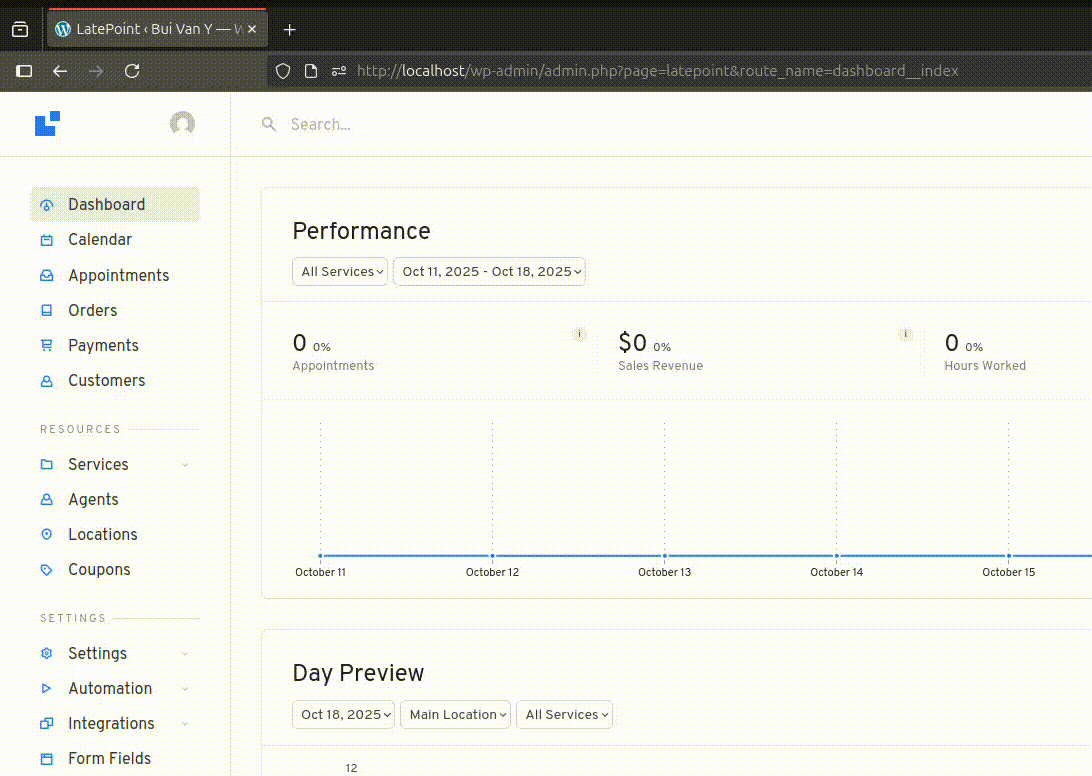 LatePoint ‹ Bui Van Y — W
http://localhost/wp-admin/admin.php?page=latepoint&route_name=dashboard__index
Search...
Dashboard
Calendar
Appointments
Orders
Payments
Customers
RESOURCES
Services
Agents
Locations
Coupons
SETTINGS
Settings
Automation
Integrations
Form Fields
Performance
All Services Oct 11, 2025 - Oct 18, 2025
0 0% i
Appointments
$0 0% i
Sales Revenue
0 0%
Hours Worked
October 11 October 12 October 13 October 14 October 15
Day Preview
Oct 18, 2025 Main Location All Services
12